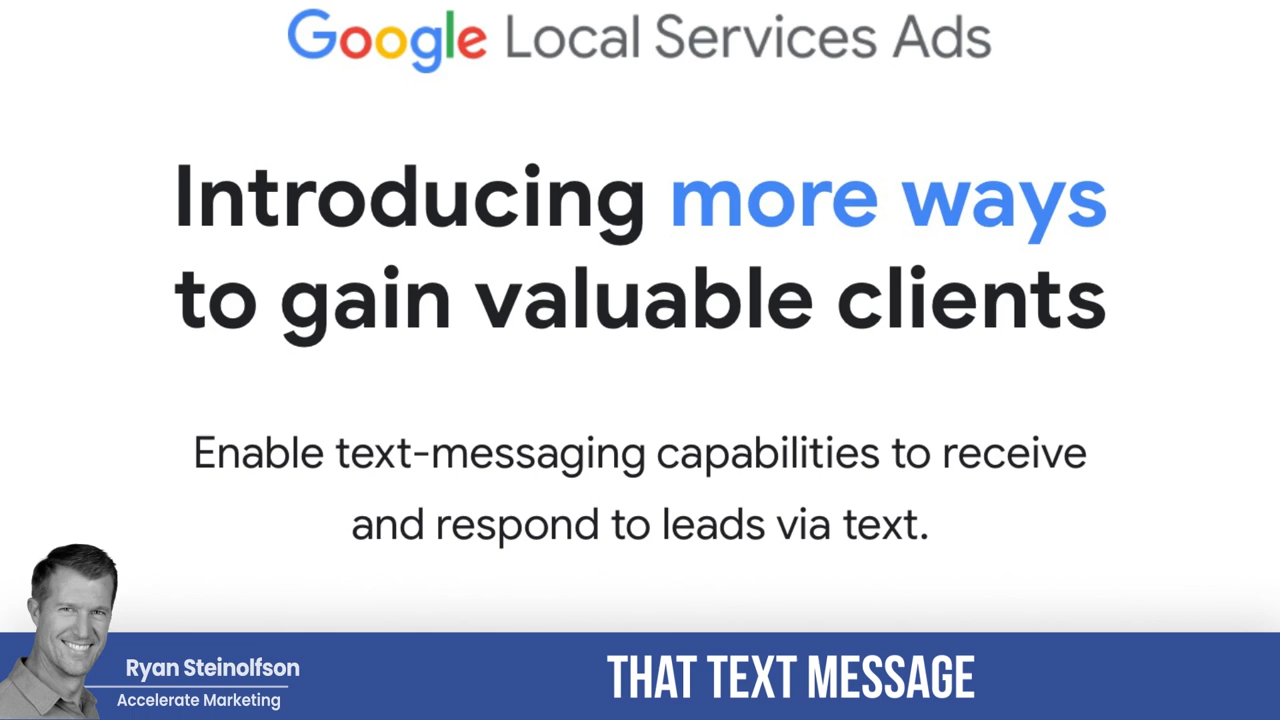 Google Local Services Ads
Introducing more ways
to gain valuable clients
Enable text-messaging capabilities to receive
and respond to leads via text.
Ryan Steinolfson
Accelerate Marketing
THAT TEXT MESSAGE